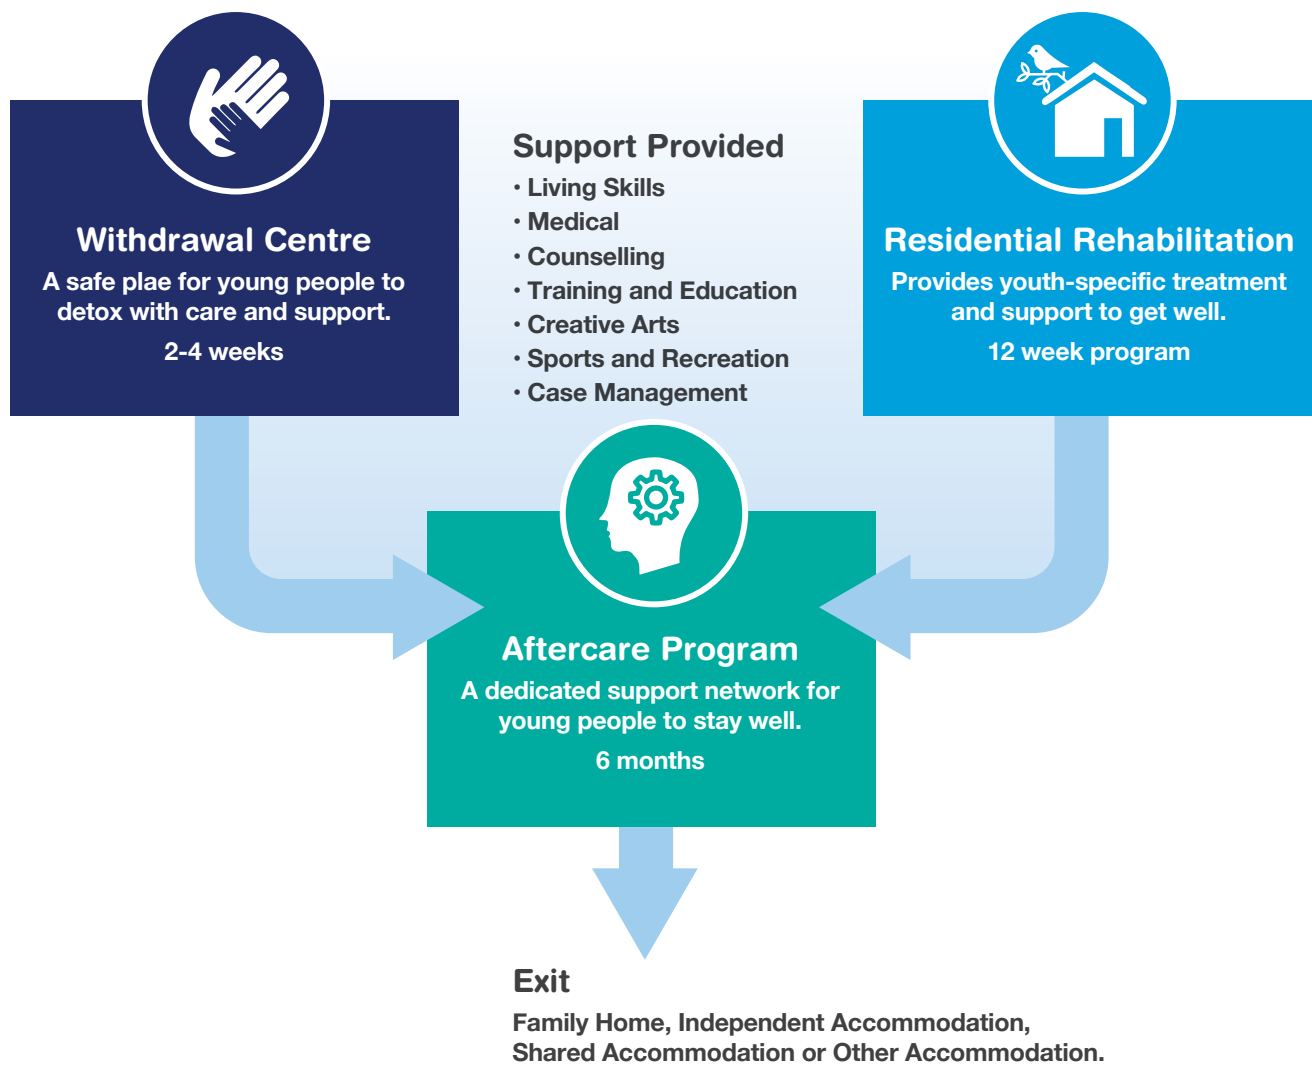 Withdrawal Centre
A safe plae for young people to
detox with care and support.
2-4 weeks
Support Provided
• Living Skills
• Medical
• Counselling
• Training and Education
• Creative Arts
• Sports and Recreation
• Case Management
Residential Rehabilitation
Provides youth-specific treatment
and support to get well.
12 week program
Aftercare Program
A dedicated support network for
young people to stay well.
6 months
Exit
Family Home, Independent Accommodation,
Shared Accommodation or Other Accommodation.